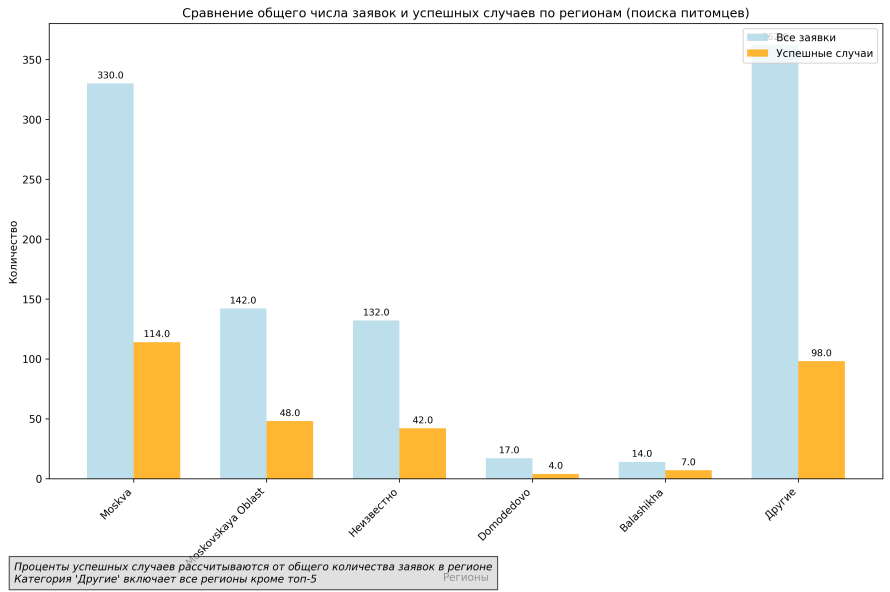 Сравнение общего числа заявок и успешных случаев по регионам (поиска питомцев)
Все заявки
Успешные случаи
Количество
350
300
250
200
150
100
50
0
330.0
114.0
142.0
48.0
132.0
42.0
17.0
4.0
14.0
7.0
98.0
Moskva
Moskovskaya Oblast
Неизвестно
Domodedovo
Balashikha
Другие
Регионы
Проценты успешных случаев рассчитываются от общего количества заявок в регионе
Категория 'Другие' включает все регионы кроме топ-5